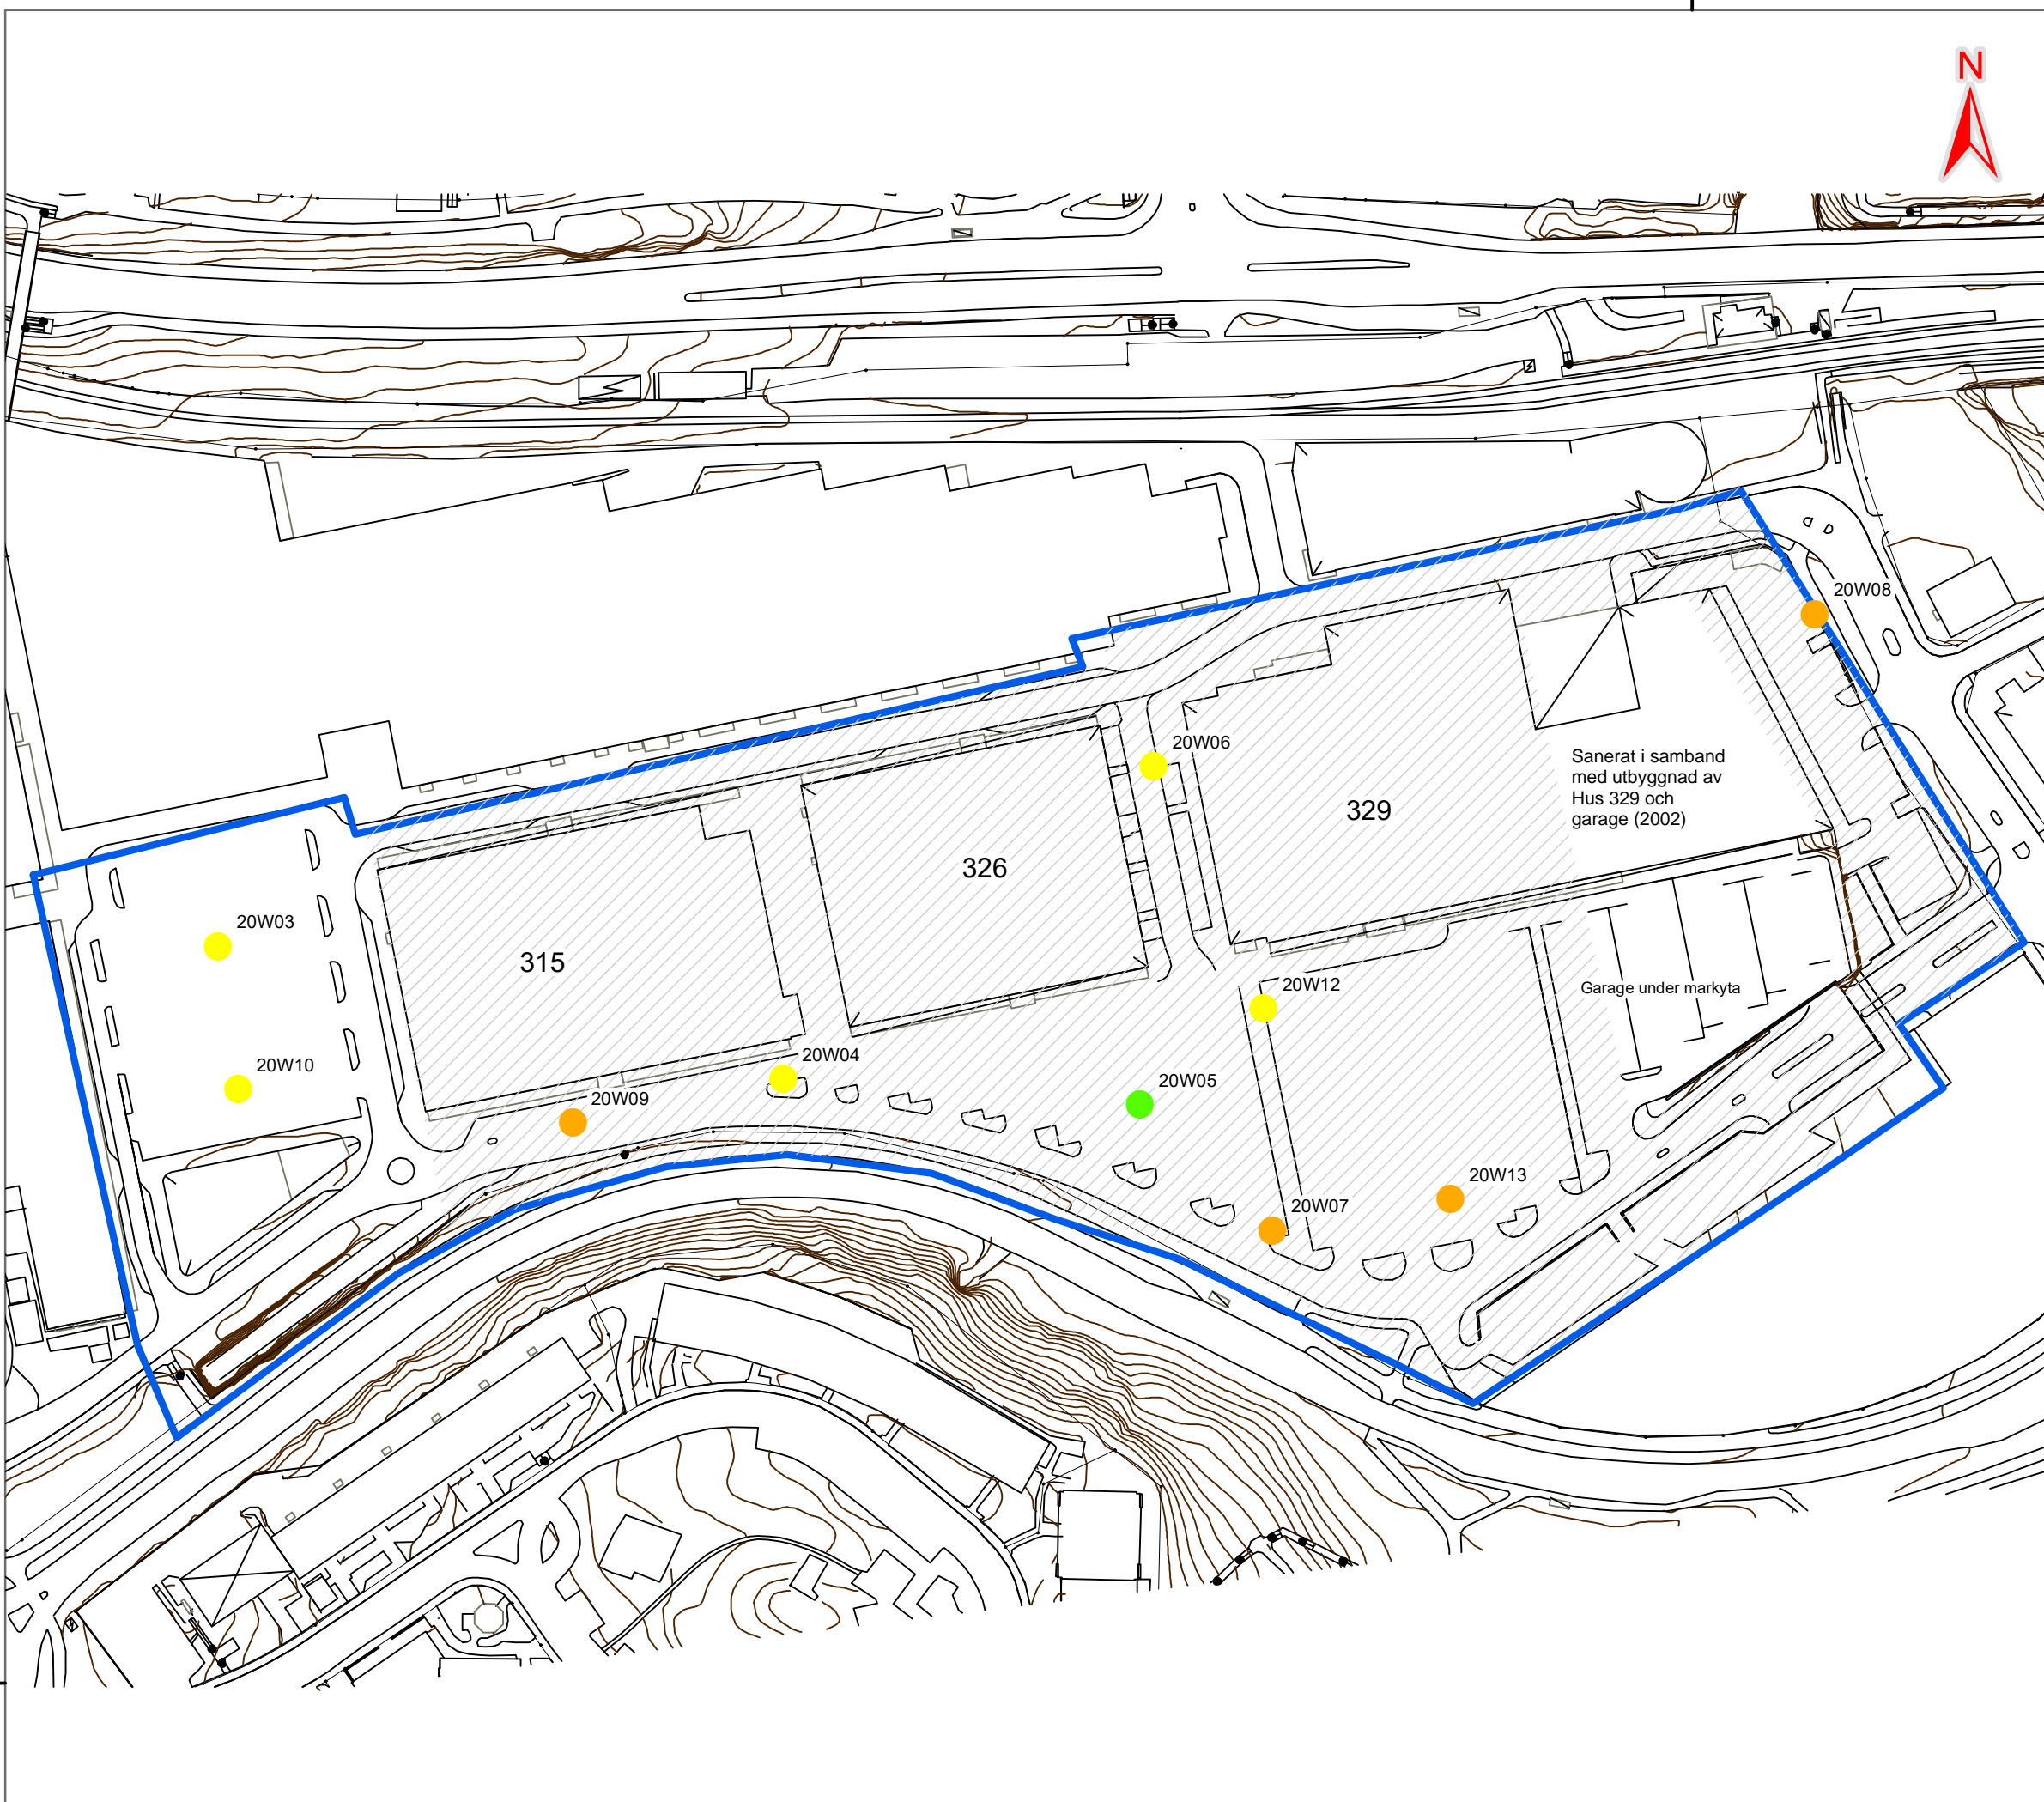 N
20W08
20W06
Sanerat i samband
med utbyggnad av
Hus 329 och
garage (2002)
329
326
20W03
315
20W12
Garage under markyta
20W04
20W10
20W05
20W09
20W13
20W07